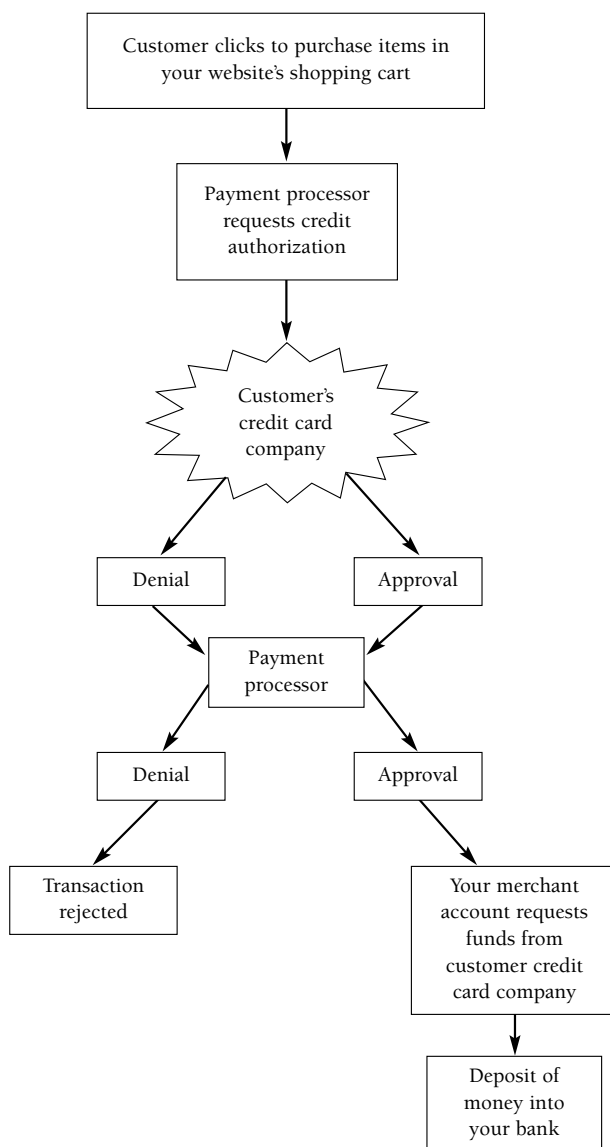 Customer clicks to purchase items in
your website's shopping cart
Payment processor
requests credit
authorization
Customer's
credit card
company
Denial
Approval
Payment
processor
Denial
Approval
Transaction
rejected
Your merchant
account requests
funds from
customer credit
card company
Deposit of
money into
your bank